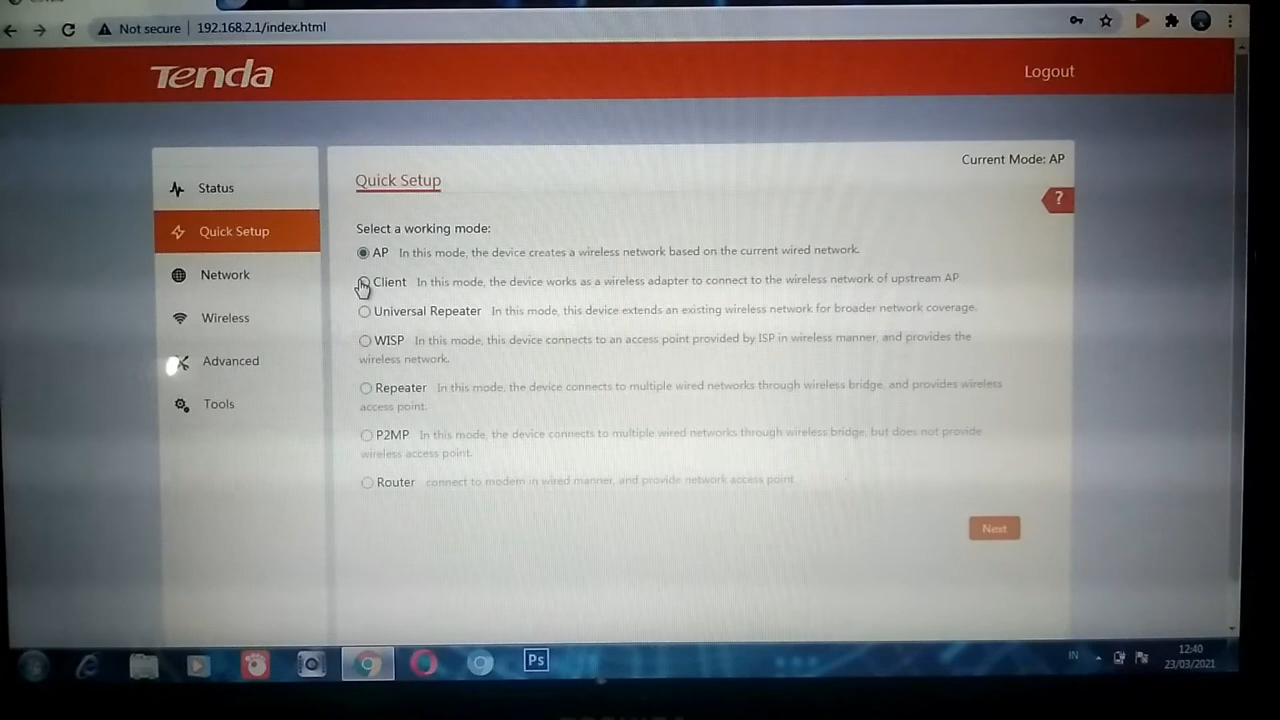 Not secure | 192.168.2.1/index.html
Tenda
Logout
Current Mode: AP
Status
Quick Setup
Network
Wireless
Advanced
Tools
Quick Setup
?
Select a working mode:
AP In this mode, the device creates a wireless network based on the current wired network.
Client In this mode, the device works as a wireless adapter to connect to the wireless network of upstream AP
Universal Repeater In this mode, this device extends an existing wireless network for broader network coverage.
WISP In this mode, this device connects to an access point provided by ISP in wireless manner, and provides the
wireless network.
Repeater In this mode, the device connects to multiple wired networks through wireless bridge, and provides wireless
access point.
P2MP In this mode, the device connects to multiple wired networks through wireless bridge, but does not provide
wireless access point.
Router connect to modem in wired manner, and provide network access point.
Next
Ps
IN
12:40
23/03/2021